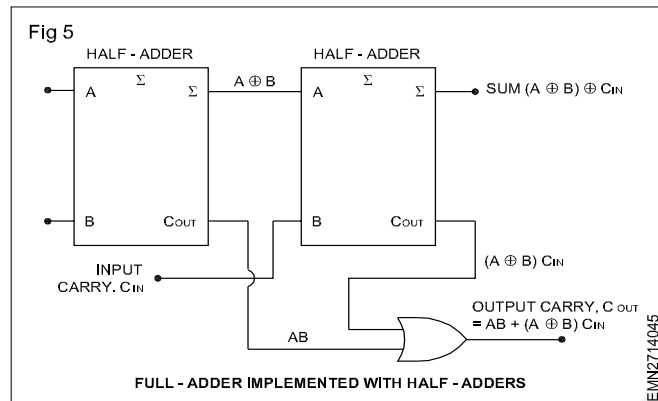 Fig 5
HALF - ADDER
HALF - ADDER
A
Σ
Σ
A ⊕ B
A
Σ
Σ
SUM (A ⊕ B) ⊕ CIN
B
COUT
B
COUT
INPUT
CARRY. CIN
(A ⊕ B) CIN
AB
OUTPUT CARRY, C OUT
= AB + (A ⊕ B) CIN
FULL - ADDER IMPLEMENTED WITH HALF - ADDERS
EMN2714045